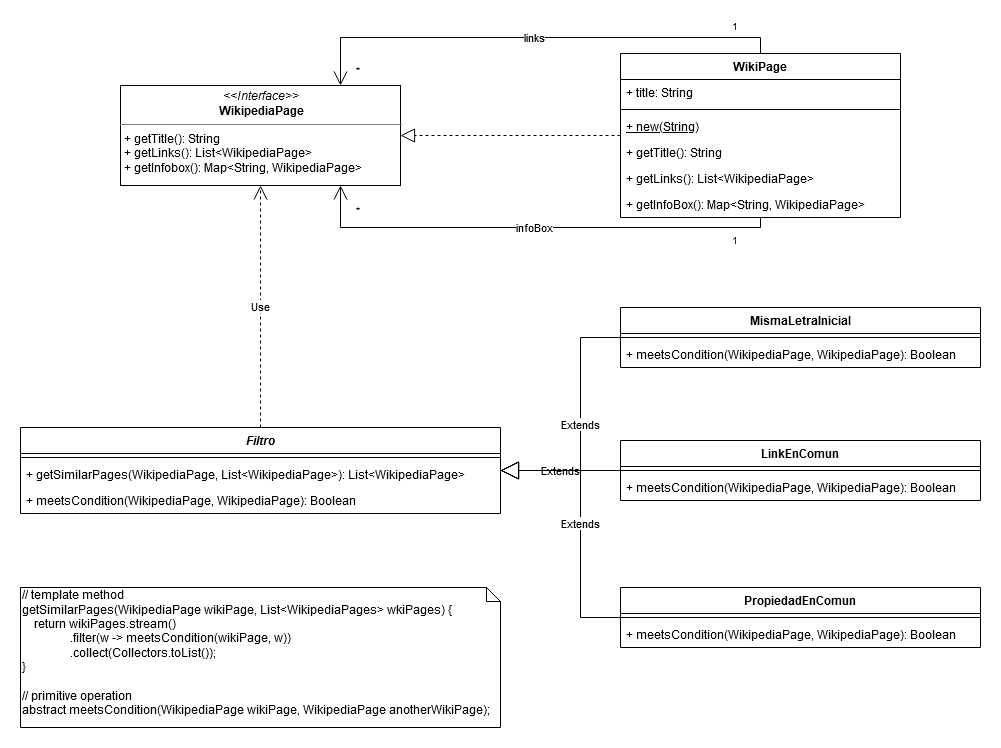 1
links
*
<<Interface>>
WikipediaPage
+ getTitle(): String
+ getLinks(): List<WikipediaPage>
+ getInfobox(): Map<String, WikipediaPage>
WikiPage
+ title: String
+ new(String)
+ getTitle(): String
+ getLinks(): List<WikipediaPage>
+ getInfoBox(): Map<String, WikipediaPage>
*
infoBox
1
Use
MismaLetraInicial
+ meetsCondition(WikipediaPage, WikipediaPage): Boolean
Extends
Filtro
+ getSimilarPages(WikipediaPage, List<WikipediaPage>): List<WikipediaPage>
+ meetsCondition(WikipediaPage, WikipediaPage): Boolean
Extends
LinkEnComun
+ meetsCondition(WikipediaPage, WikipediaPage): Boolean
Extends
PropiedadEnComun
+ meetsCondition(WikipediaPage, WikipediaPage): Boolean
// template method
getSimilarPages(WikipediaPage wikiPage, List<WikipediaPages> wkiPages) {
return wikiPages.stream()
.filter(w -> meetsCondition(wikiPage, w))
.collect(Collectors.toList());
}
// primitive operation
abstract meetsCondition(WikipediaPage wikiPage, WikipediaPage anotherWikiPage);